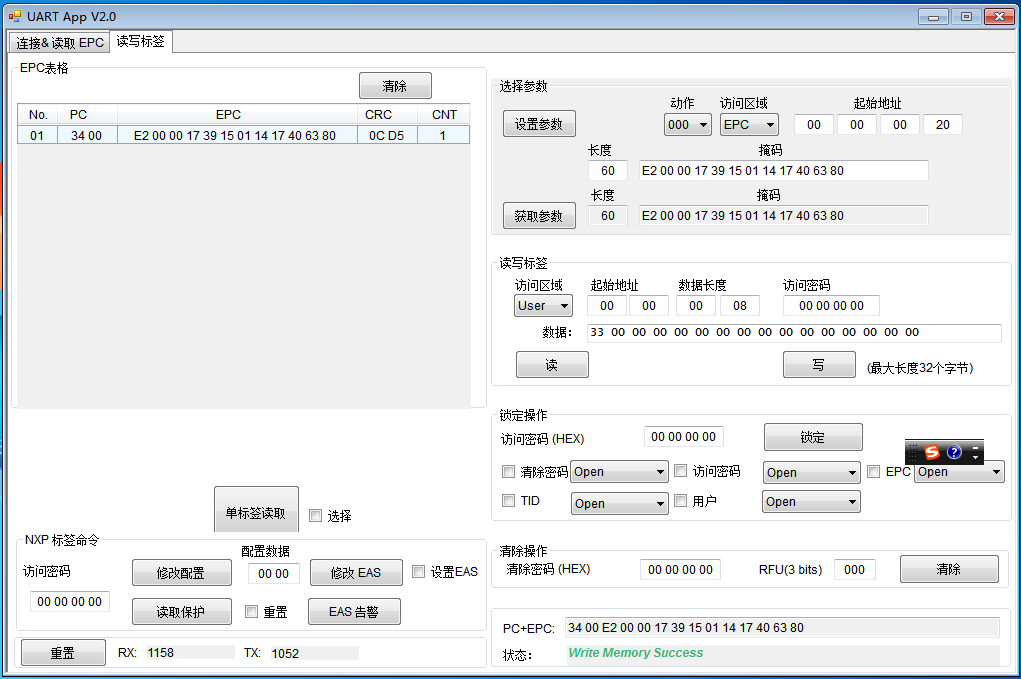 UART App V2.0
连接&读取 EPC 读写标签
EPC表格
清除
No. PC EPC CRC CNT
01 34 00 E2 00 00 17 39 15 01 14 17 40 63 80 0C D5 1
单标签读取 选择
NXP 标签命令
配置数据
访问密码 修改配置 00 00 修改 EAS 设置EAS
00 00 00 00 读取保护 重置 EAS 告警
重置 RX: 1158 TX: 1052
选择参数
动作 访问区域 起始地址
设置参数 000 EPC 00 00 00 20
长度 掩码
60 E2 00 00 17 39 15 01 14 17 40 63 80
长度 掩码
获取参数 60 E2 00 00 17 39 15 01 14 17 40 63 80
读写标签
访问区域 起始地址 数据长度 访问密码
User 00 00 00 08 00 00 00 00
数据: 33 00 00 00 00 00 00 00 00 00 00 00 00 00 00 00
读 写 (最大长度32个字节)
锁定操作
访问密码 (HEX) 00 00 00 00 锁定
清除密码 Open 访问密码 Open EPC Open
TID Open 用户 Open
清除操作
清除密码 (HEX) 00 00 00 00 RFU(3 bits) 000 清除
PC+EPC: 34 00 E2 00 00 17 39 15 01 14 17 40 63 80
状态: Write Memory Success